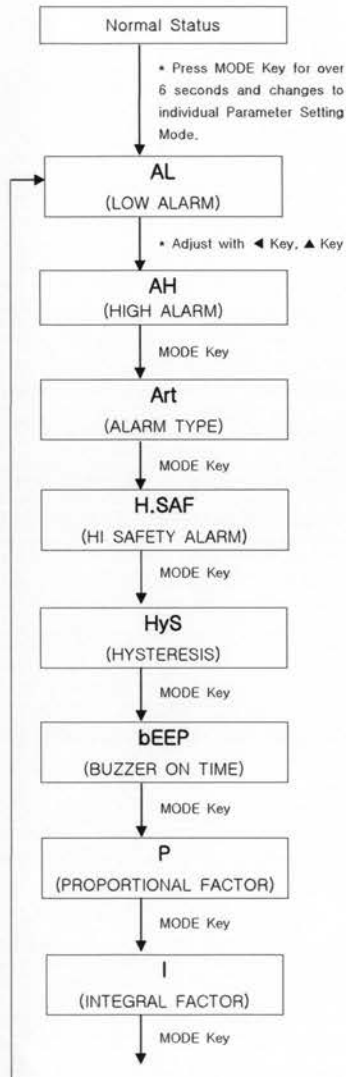 Normal Status
* Press MODE Key for over
6 seconds and changes to
individual Parameter Setting
Mode.
AL
(LOW ALARM)
* Adjust with ◀ Key, ▲ Key
AH
(HIGH ALARM)
MODE Key
Art
(ALARM TYPE)
MODE Key
H.SAF
(HI SAFETY ALARM)
MODE Key
HyS
(HYSTERESIS)
MODE Key
bEEP
(BUZZER ON TIME)
MODE Key
P
(PROPORTIONAL FACTOR)
MODE Key
I
(INTEGRAL FACTOR)
MODE Key